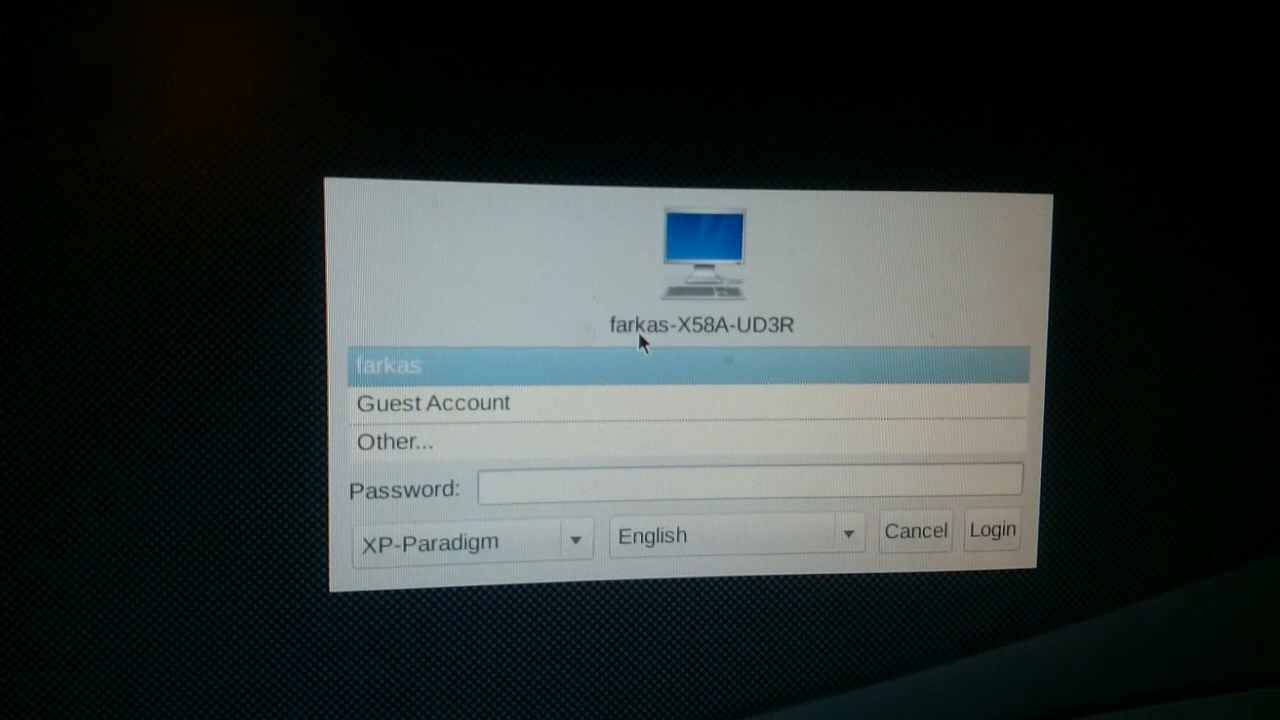 farkas-X58A-UD3R
farkas
Guest Account
Other...
Password:
XP-Paradigm English Cancel Login